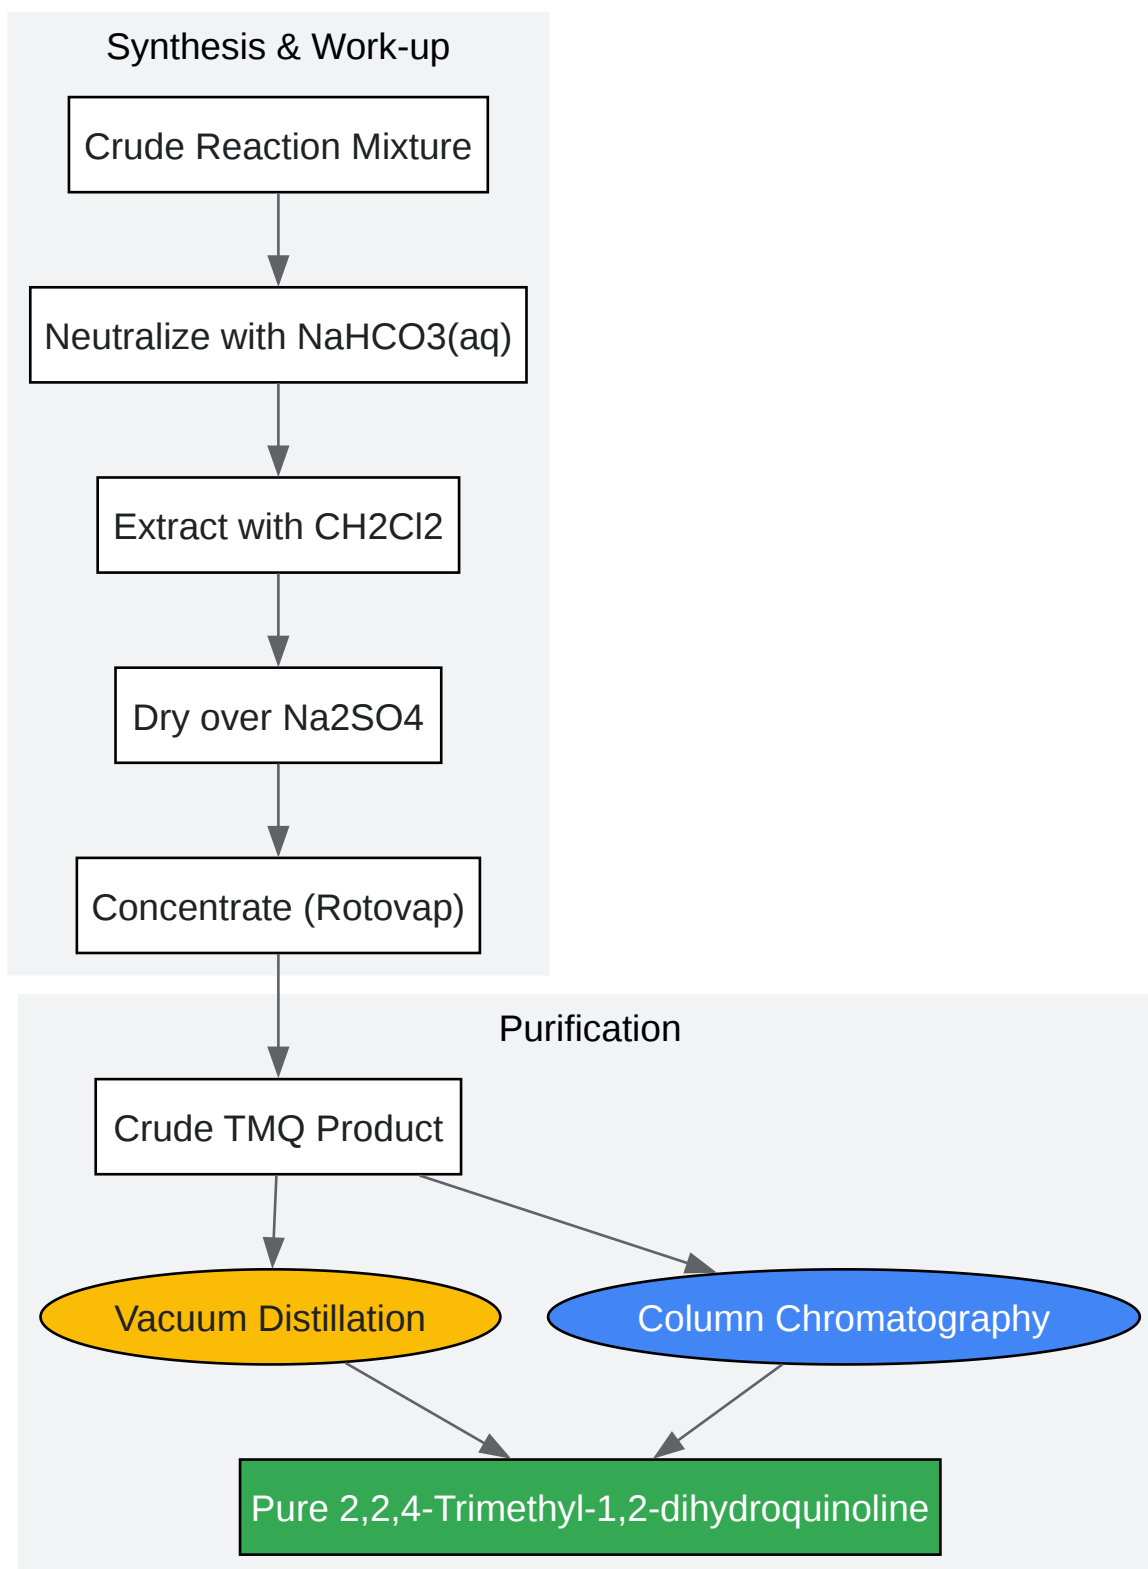 Synthesis & Work-up
Crude Reaction Mixture
Neutralize with NaHCO3(aq)
Extract with CH2Cl2
Dry over Na2SO4
Concentrate (Rotovap)
Purification
Crude TMQ Product
Vacuum Distillation
Column Chromatography
Pure 2,2,4-Trimethyl-1,2-dihydroquinoline